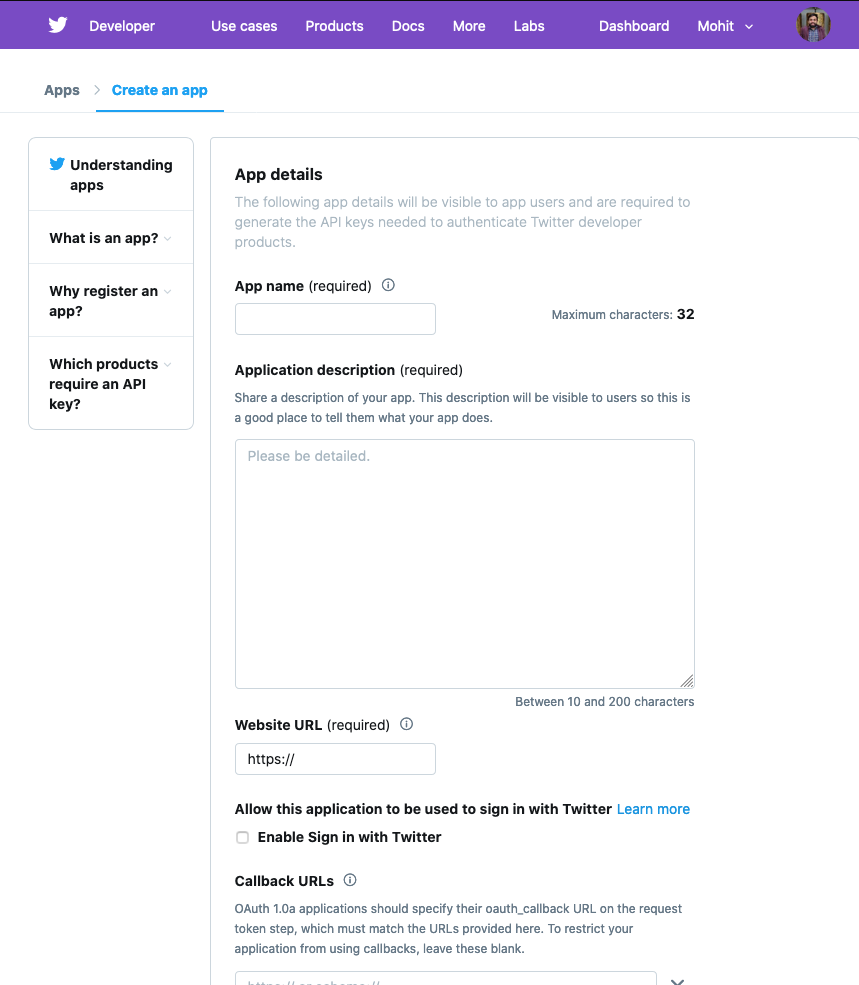 Developer Use cases Products Docs More Labs Dashboard Mohit
Apps Create an app
Understanding
apps
What is an app?
Why register an
app?
Which products
require an API
key?
App details
The following app details will be visible to app users and are required to
generate the API keys needed to authenticate Twitter developer
products.
App name (required)
Maximum characters: 32
Application description (required)
Share a description of your app. This description will be visible to users so this is
a good place to tell them what your app does.
Please be detailed.
Between 10 and 200 characters
Website URL (required)
https://
Allow this application to be used to sign in with Twitter Learn more
Enable Sign in with Twitter
Callback URLs
OAuth 1.0a applications should specify their oauth_callback URL on the request
token step, which must match the URLs provided here. To restrict your
application from using callbacks, leave these blank.